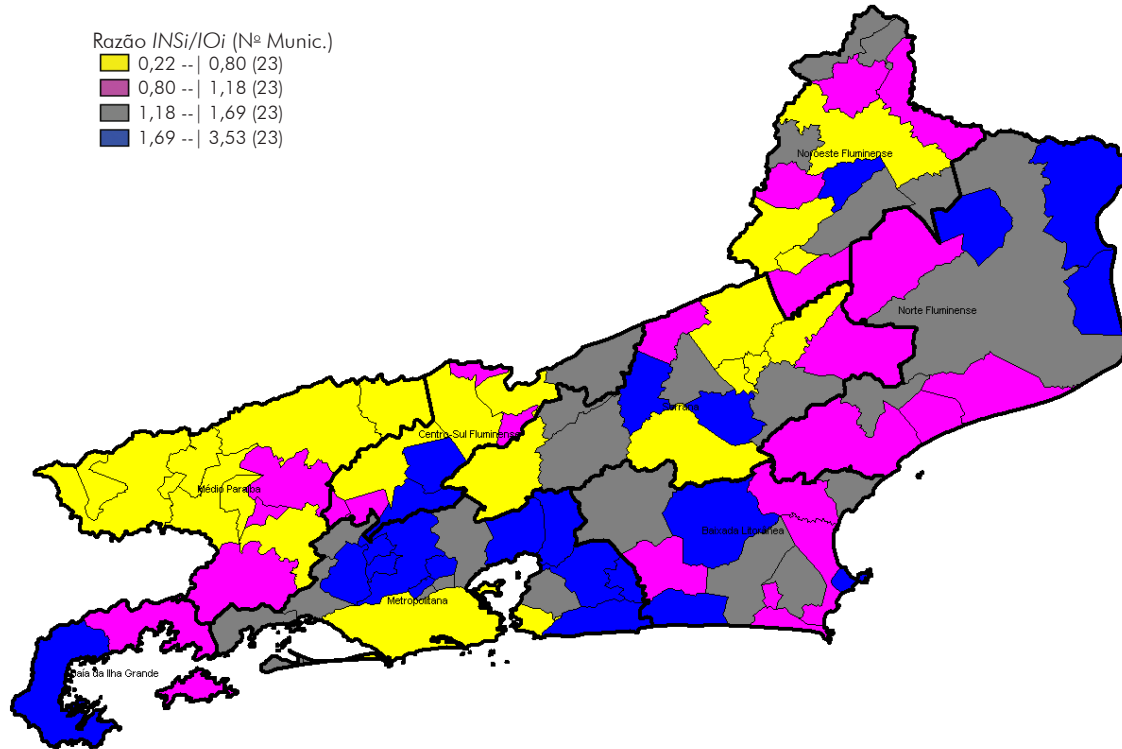 Razão INSi/IOi (Nº Munic.)
0,22 --| 0,80 (23)
0,80 --| 1,18 (23)
1,18 --| 1,69 (23)
1,69 --| 3,53 (23)
Noroeste Fluminense
Norte Fluminense
Centro-Sul Fluminense
Médio Paraíba
Baixada Litorânea
Metropolitana
da Ilha Grande